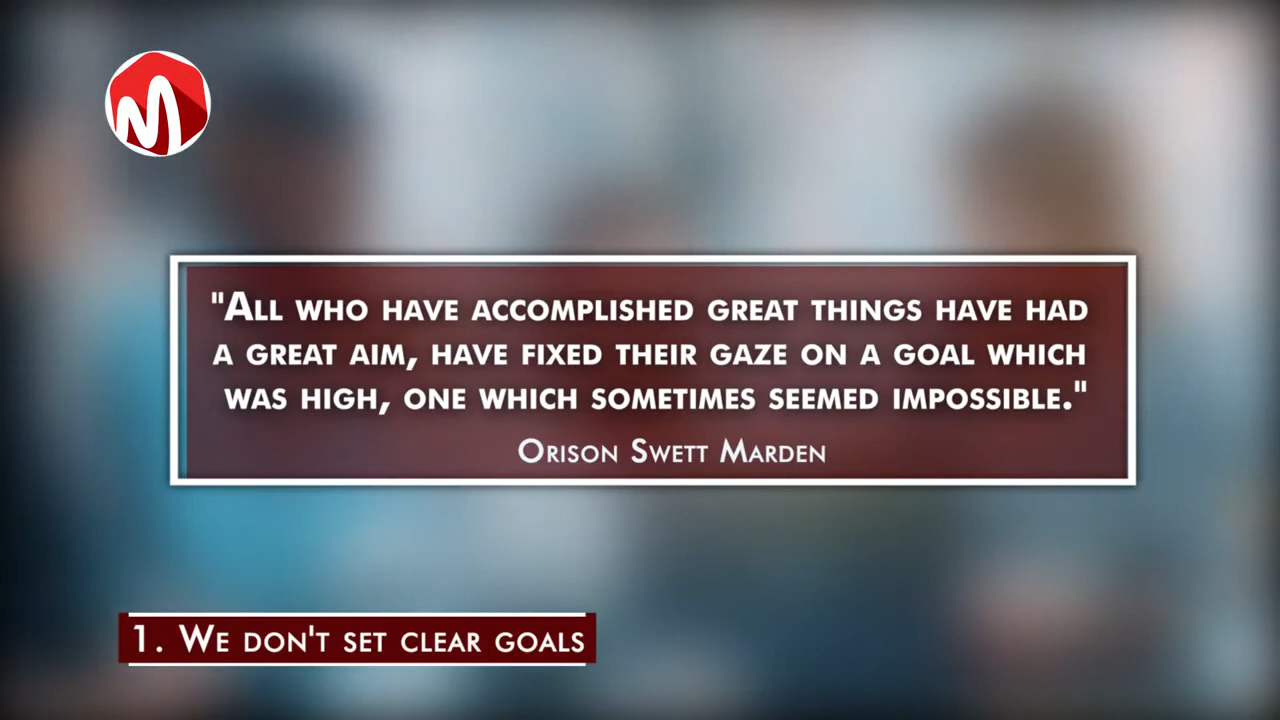 "All who have accomplished great things have had
a great aim, have fixed their gaze on a goal which
was high, one which sometimes seemed impossible."
Orison Swett Marden
1. We don't set clear goals